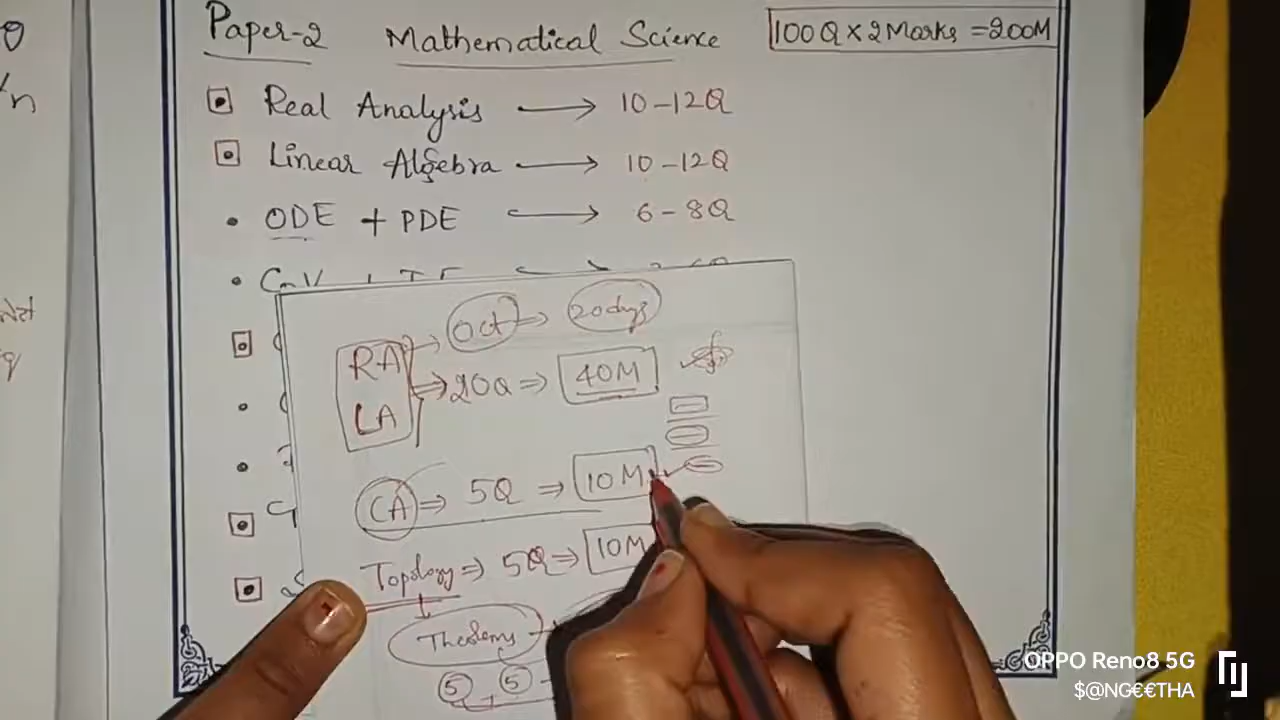 Paper-2 Mathematical Science 100Q×2Marks=200M
Real Analysis → 10-12Q
Linear Algebra → 10-12Q
• ODE + PDE → 6-8Q
Oct → 20days
RA
LA
⇒ 20Q ⇒ 40M
CA ⇒ 5Q ⇒ 10M
Topology ⇒ 5Q ⇒ 10M
Theorems
5, 5
OPPO Reno8 5G
$@NG€€THA